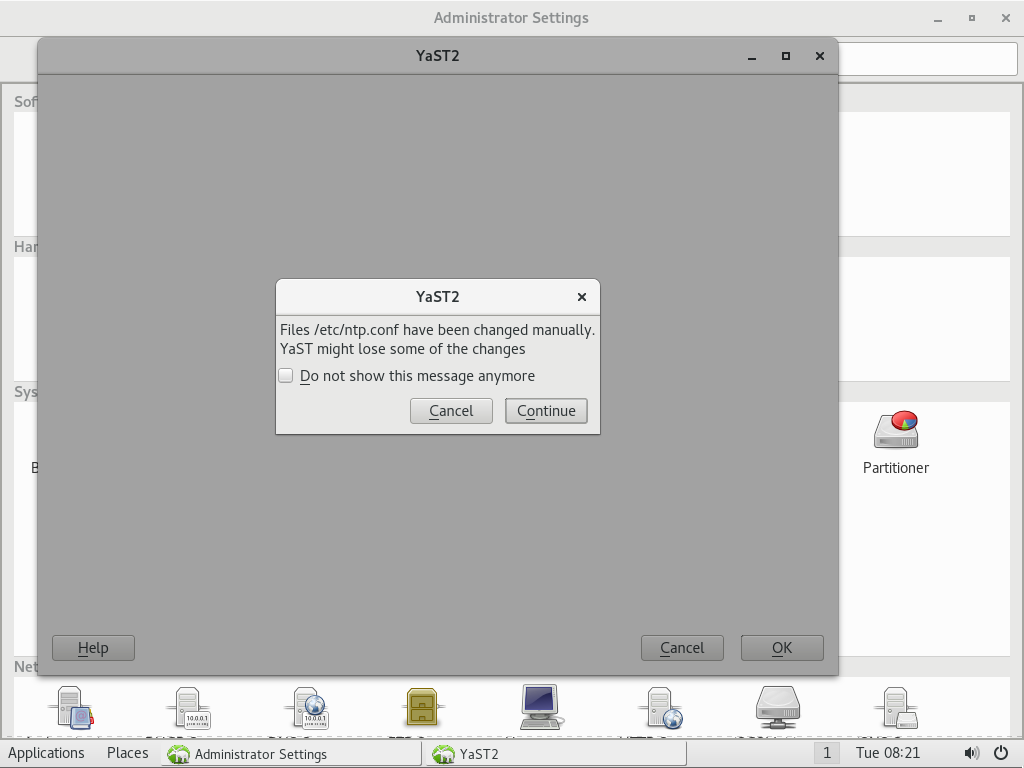 Administrator Settings
YaST2
Sof
Har
YaST2
Files /etc/ntp.conf have been changed manually.
YaST might lose some of the changes
Do not show this message anymore
Cancel
Continue
Sys
B
Partitioner
Help
Cancel
OK
Net
10.0.0.1
10.0.0.1
Applications
Places
Administrator Settings
YaST2
1
Tue 08:21